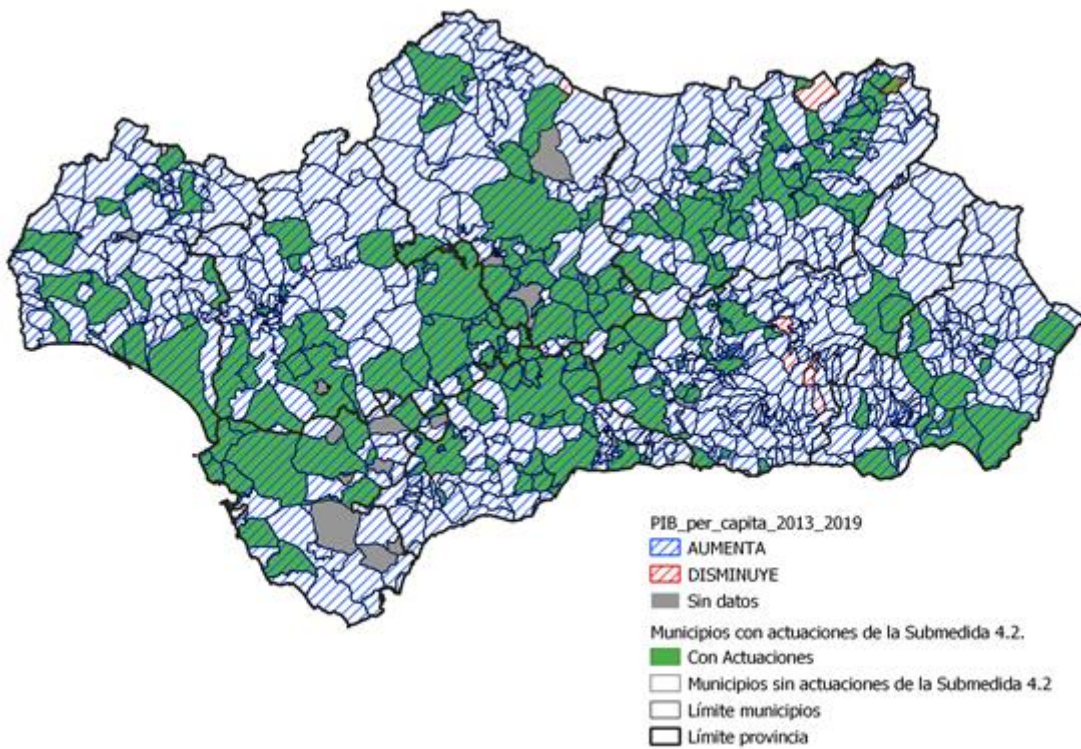 PIB_per_capita_2013_2019
AUMENTA
DISMINUYE
Sin datos
Municipios con actuaciones de la Submedida 4.2.
Con Actuaciones
Municipios sin actuaciones de la Submedida 4.2
Límite municipios
Límite provincia